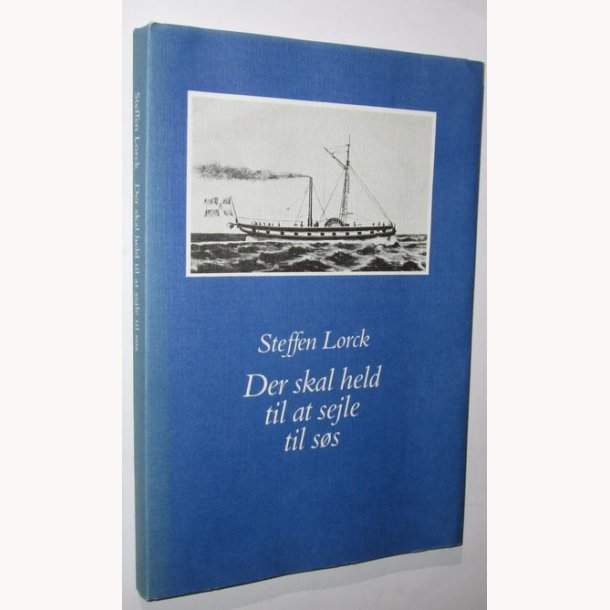 Steffen Lorck Der skal held til at sejle til søs
Steffen Lorck
Der skal held
til at sejle
til søs